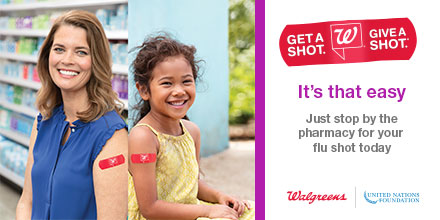 GET A
SHOT.
W
GIVE A
SHOT.
It's that easy
Just stop by the
pharmacy for your
flu shot today
Walgreens
UNITED NATIONS
FOUNDATION